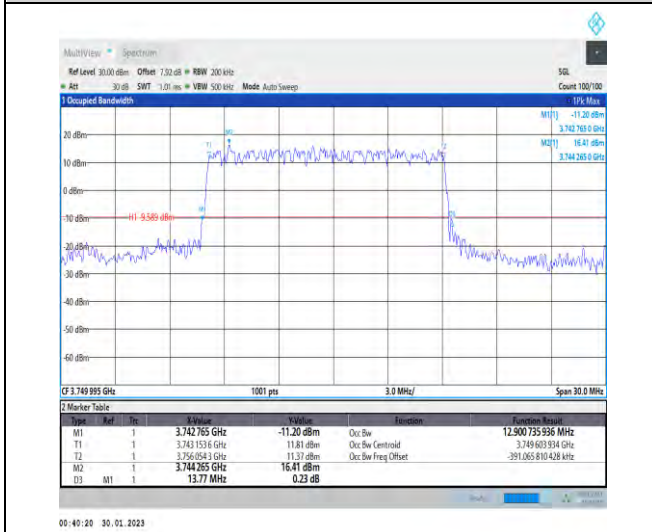 MultiView Spectrum
Ref Level 30.00 dBm Offset 7.92 dB RBW 200 kHz SGL
Att 30 dB SWT 1.01 ms VBW 500 kHz Mode Auto Sweep Count 100/100
1 Occupied Bandwidth 1Pk Max
M1[1] -11.20 dBm
3.742 765 0 GHz
M2[1] 16.41 dBm
3.744 265 0 GHz
20 dBm
10 dBm
0 dBm
-10 dBm H1 -9.589 dBm
-20 dBm
-30 dBm
-40 dBm
-50 dBm
-60 dBm
T1 M2 T2
M1 D3
CF 3.749 995 GHz 1001 pts 3.0 MHz/ Span 30.0 MHz
2 Marker Table
Type Ref Trc X-Value Y-Value Function Function Result
M1 1 3.742 765 GHz -11.20 dBm Occ Bw 12.900 735 936 MHz
T1 1 3.743 153 6 GHz 11.81 dBm Occ Bw Centroid 3.749 603 934 GHz
T2 1 3.756 054 3 GHz 11.37 dBm Occ Bw Freq Offset -391.065 810 428 kHz
M2 1 3.744 265 GHz 16.41 dBm
D3 M1 1 13.77 MHz 0.23 dB
00:40:20 30.01.2023